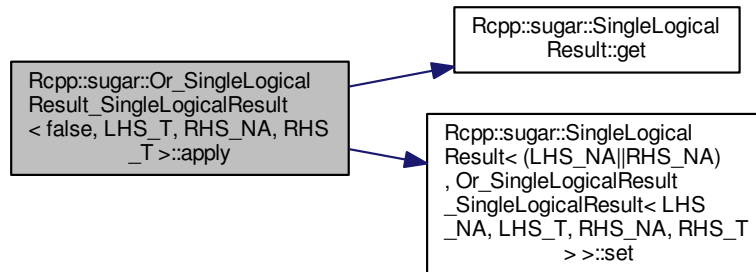 Rcpp::sugar::Or_SingleLogical
Result_SingleLogicalResult
< false, LHS_T, RHS_NA, RHS
_T >::apply
Rcpp::sugar::SingleLogical
Result::get
Rcpp::sugar::SingleLogical
Result< (LHS_NA||RHS_NA)
, Or_SingleLogicalResult
_SingleLogicalResult< LHS
_NA, LHS_T, RHS_NA, RHS_T
> >::set